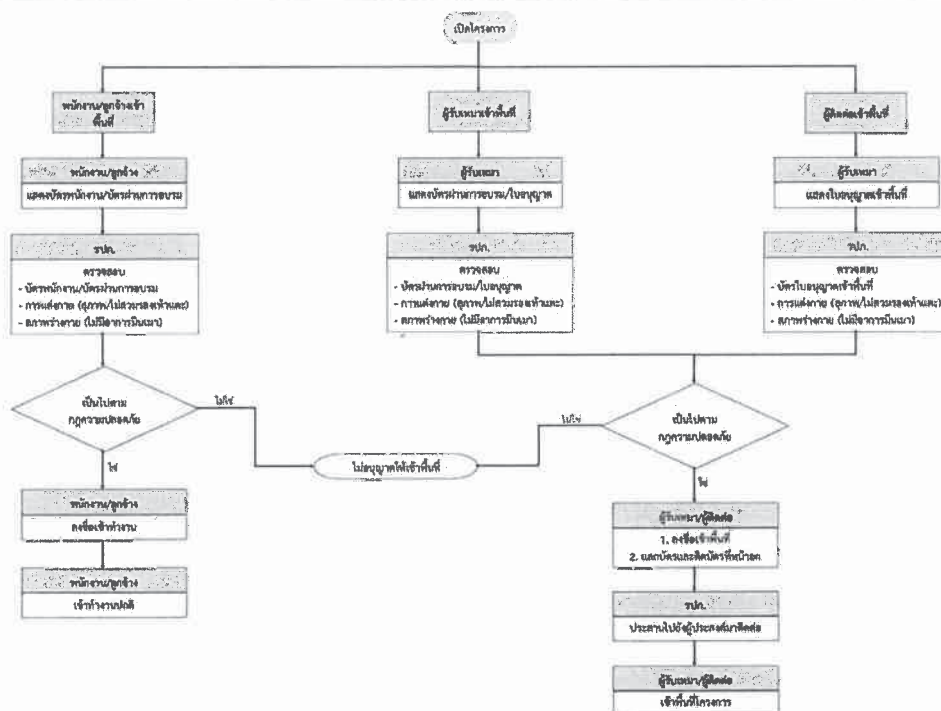 เปิดโครงการ
พนักงาน/ลูกจ้างเข้า
พื้นที่
ผู้รับเหมาเข้าพื้นที่
ผู้ติดต่อเข้าพื้นที่
พนักงาน/ลูกจ้าง
แสดงบัตรพนักงาน/บัตรผ่านการอบรม
ผู้รับเหมา
แสดงบัตรผ่านการอบรม/ใบอนุญาต
ผู้รับเหมา
แสดงใบอนุญาตเข้าพื้นที่
รปภ.
ตรวจสอบ
- บัตรพนักงาน/บัตรผ่านการอบรม
- การแต่งกาย (สุภาพ/ไม่สวมรองเท้าแตะ)
- สภาพร่างกาย (ไม่มีอาการมึนเมา)
รปภ.
ตรวจสอบ
- บัตรผ่านการอบรม/ใบอนุญาต
- การแต่งกาย (สุภาพ/ไม่สวมรองเท้าแตะ)
- สภาพร่างกาย (ไม่มีอาการมึนเมา)
รปภ.
ตรวจสอบ
- บัตรใบอนุญาตเข้าพื้นที่
- การแต่งกาย (สุภาพ/ไม่สวมรองเท้าแตะ)
- สภาพร่างกาย (ไม่มีอาการมึนเมา)
เป็นไปตาม
กฎความปลอดภัย
ไม่ใช่
ไม่ใช่
เป็นไปตาม
กฎความปลอดภัย
ไม่อนุญาตให้เข้าพื้นที่
ใช่
ใช่
พนักงาน/ลูกจ้าง
ลงชื่อเข้าทำงาน
ผู้รับเหมา/ผู้ติดต่อ
1. ลงชื่อเข้าพื้นที่
2. แลกบัตรและติดบัตรที่หน้าอก
พนักงาน/ลูกจ้าง
เข้าทำงานปกติ
รปภ.
ประสานไปยังผู้ประสงค์มาติดต่อ
ผู้รับเหมา/ผู้ติดต่อ
เข้าพื้นที่โครงการ